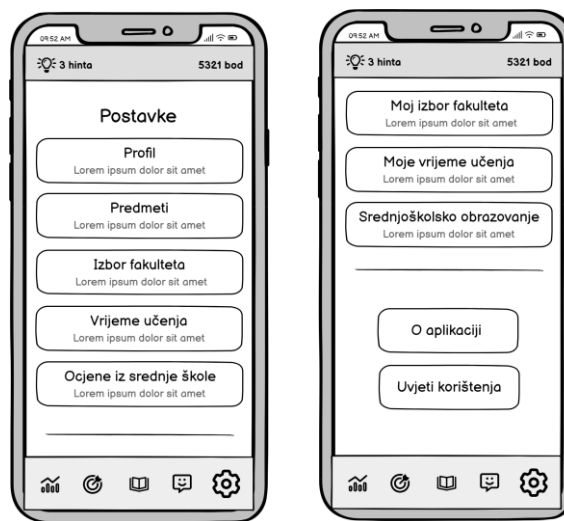 09:52 AM
3 hinta
5321 bod
Postavke
Profil
Lorem ipsum dolor sit amet
Predmeti
Lorem ipsum dolor sit amet
Izbor fakulteta
Lorem ipsum dolor sit amet
Vrijeme učenja
Lorem ipsum dolor sit amet
Ocjene iz srednje škole
Lorem ipsum dolor sit amet
09:52 AM
3 hinta
5321 bod
Moj izbor fakulteta
Lorem ipsum dolor sit amet
Moje vrijeme učenja
Lorem ipsum dolor sit amet
Srednjoškolsko obrazovanje
Lorem ipsum dolor sit amet
O aplikaciji
Uvjeti korištenja